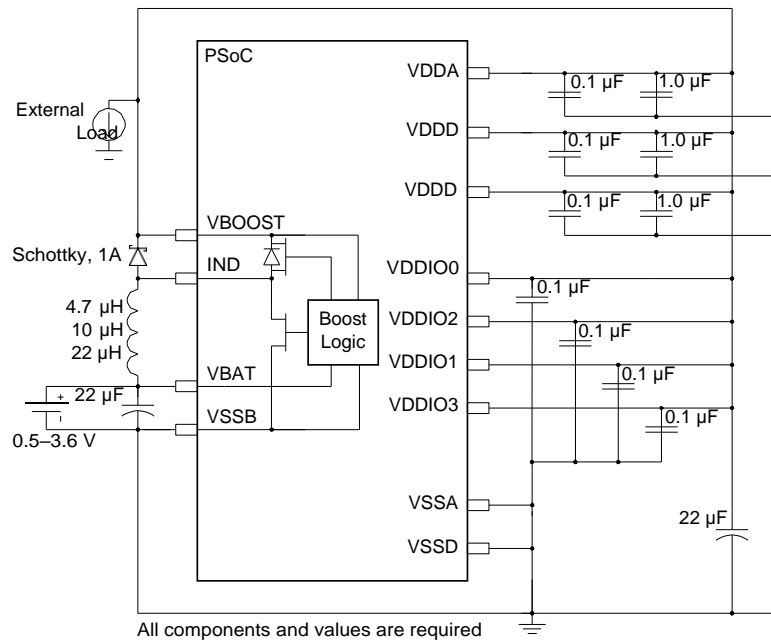 PSoC
VDDA
0.1 µF
1.0 µF
External
Load
VDDD
0.1 µF
1.0 µF
VDDD
0.1 µF
1.0 µF
VBOOST
Schottky, 1A
IND
VDDIO0
0.1 µF
4.7 µH
10 µH
22 µH
Boost
Logic
VDDIO2
0.1 µF
VDDIO1
0.1 µF
VBAT
22 µF
VDDIO3
0.1 µF
VSSB
0.5–3.6 V
VSSA
22 µF
VSSD
All components and values are required